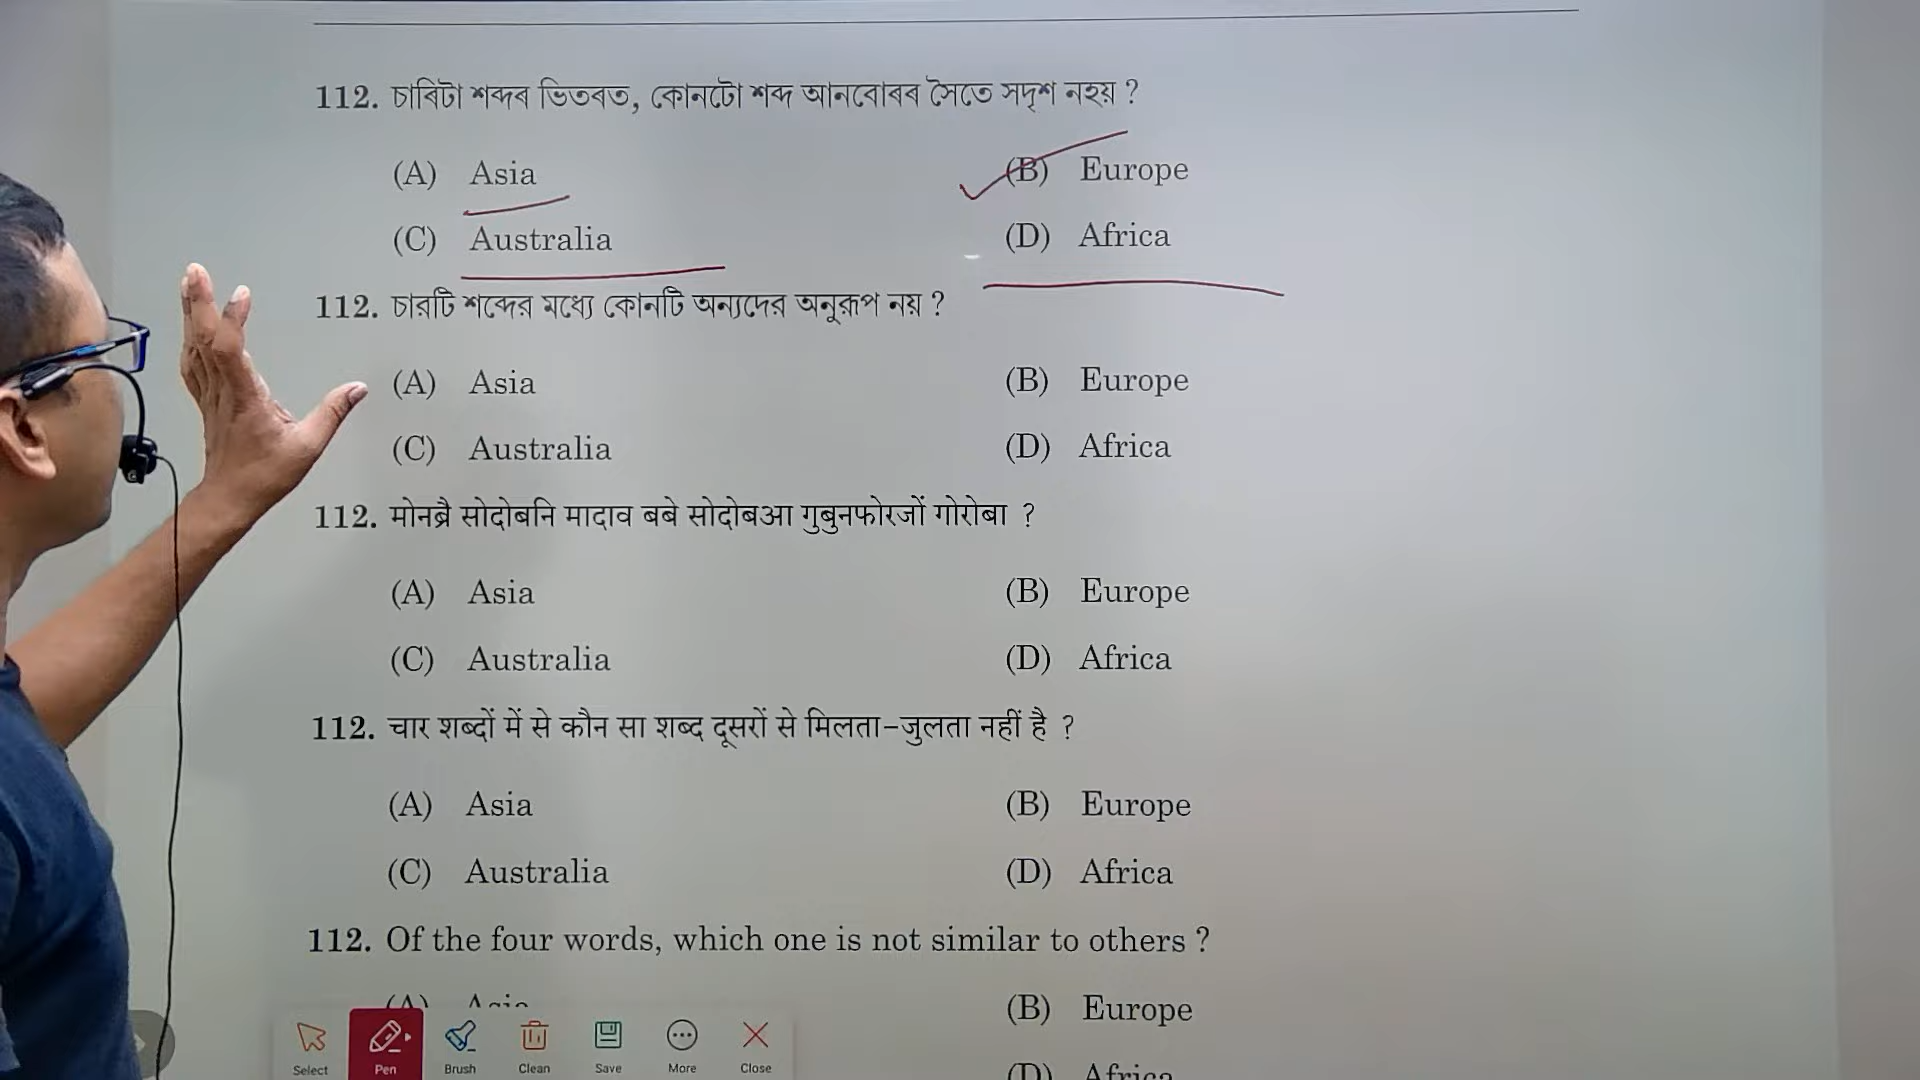 112. চাৰিটা শব্দৰ ভিতৰত, কোনটো শব্দ আনবোৰৰ সৈতে সদৃশ নহয় ?
(A) Asia (B) Europe
(C) Australia (D) Africa
112. চারটি শব্দের মধ্যে কোনটি অন্যদের অনুরূপ নয় ?
(A) Asia (B) Europe
(C) Australia (D) Africa
112. मोनब्रै सोदोबनि मादाव बबे सोदोबआ गुबुनफोरजों गोरोबा ?
(A) Asia (B) Europe
(C) Australia (D) Africa
112. चार शब्दों में से कौन सा शब्द दूसरों से मिलता-जुलता नहीं है ?
(A) Asia (B) Europe
(C) Australia (D) Africa
112. Of the four words, which one is not similar to others ?
(A) Asia (B) Europe
(D) Africa
Select Pen Brush Clean Save More Close